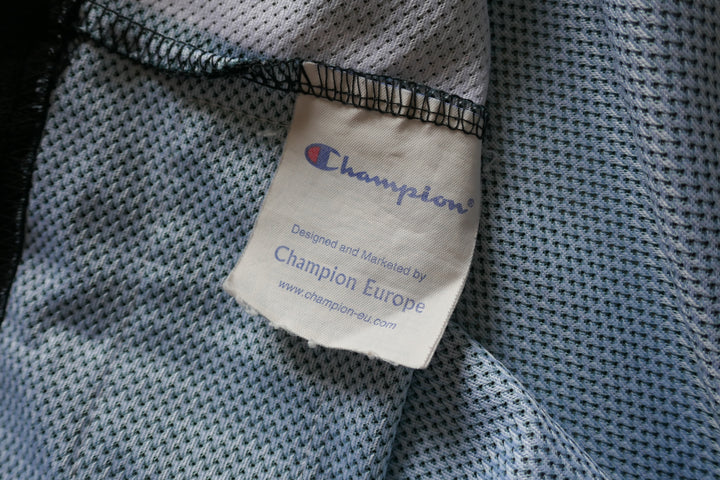 Champion®
Designed and Marketed by
Champion Europe
www.champion-eu.com